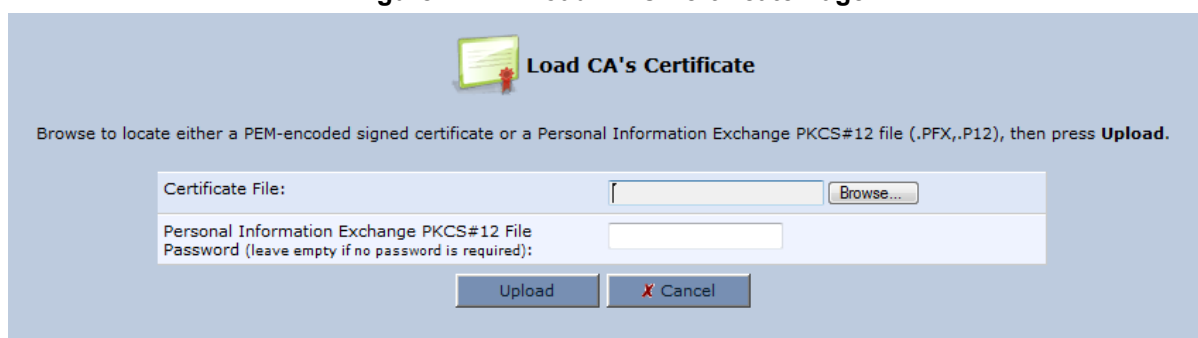 Load CA's Certificate
Browse to locate either a PEM-encoded signed certificate or a Personal Information Exchange PKCS#12 file (.PFX,.P12), then press Upload.
Certificate File:
Browse...
Personal Information Exchange PKCS#12 File
Password (leave empty if no password is required):
Upload
✗ Cancel